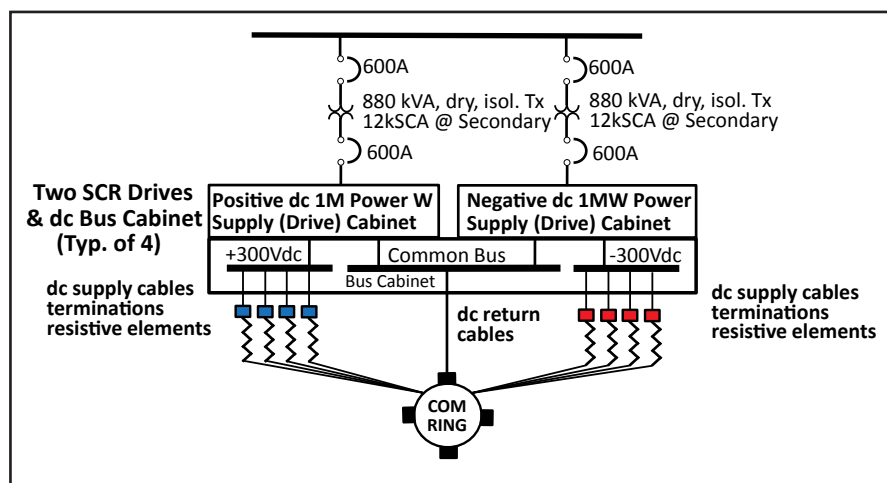 600A
600A
880 kVA, dry, isol. Tx
12kSCA @ Secondary
880 kVA, dry, isol. Tx
12kSCA @ Secondary
600A
600A
Two SCR Drives
& dc Bus Cabinet
(Typ. of 4)
Positive dc 1M Power W
Supply (Drive) Cabinet
Negative dc 1MW Power
Supply (Drive) Cabinet
+300Vdc
Common Bus
-300Vdc
Bus Cabinet
dc supply cables
terminations
resistive elements
dc return
cables
dc supply cables
terminations
resistive elements
COM
RING